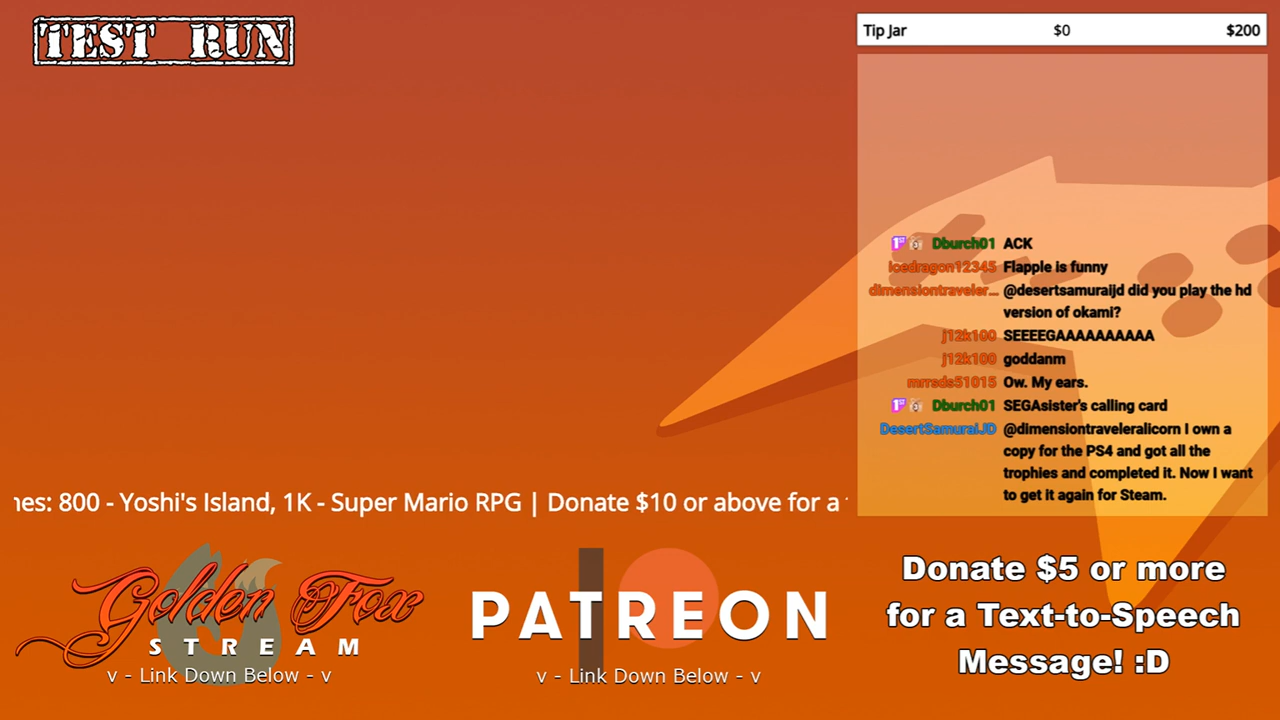 TEST RUN
Tip Jar $0 $200
1ST Dburch01 ACK
icedragon12345 Flapple is funny
dimensiontraveler... @desertsamuraijd did you play the hd
version of okami?
j12k100 SEEEEGAAAAAAAAAA
j12k100 goddanm
mrrsds51015 Ow. My ears.
1ST Dburch01 SEGAsister's calling card
DesertSamuraiJD @dimensiontraveleralicorn I own a
copy for the PS4 and got all the
trophies and completed it. Now I want
to get it again for Steam.
nes: 800 - Yoshi's Island, 1K - Super Mario RPG | Donate $10 or above for a
Golden Fox
STREAM
v - Link Down Below - v
PATREON
v - Link Down Below - v
Donate $5 or more
for a Text-to-Speech
Message! :D